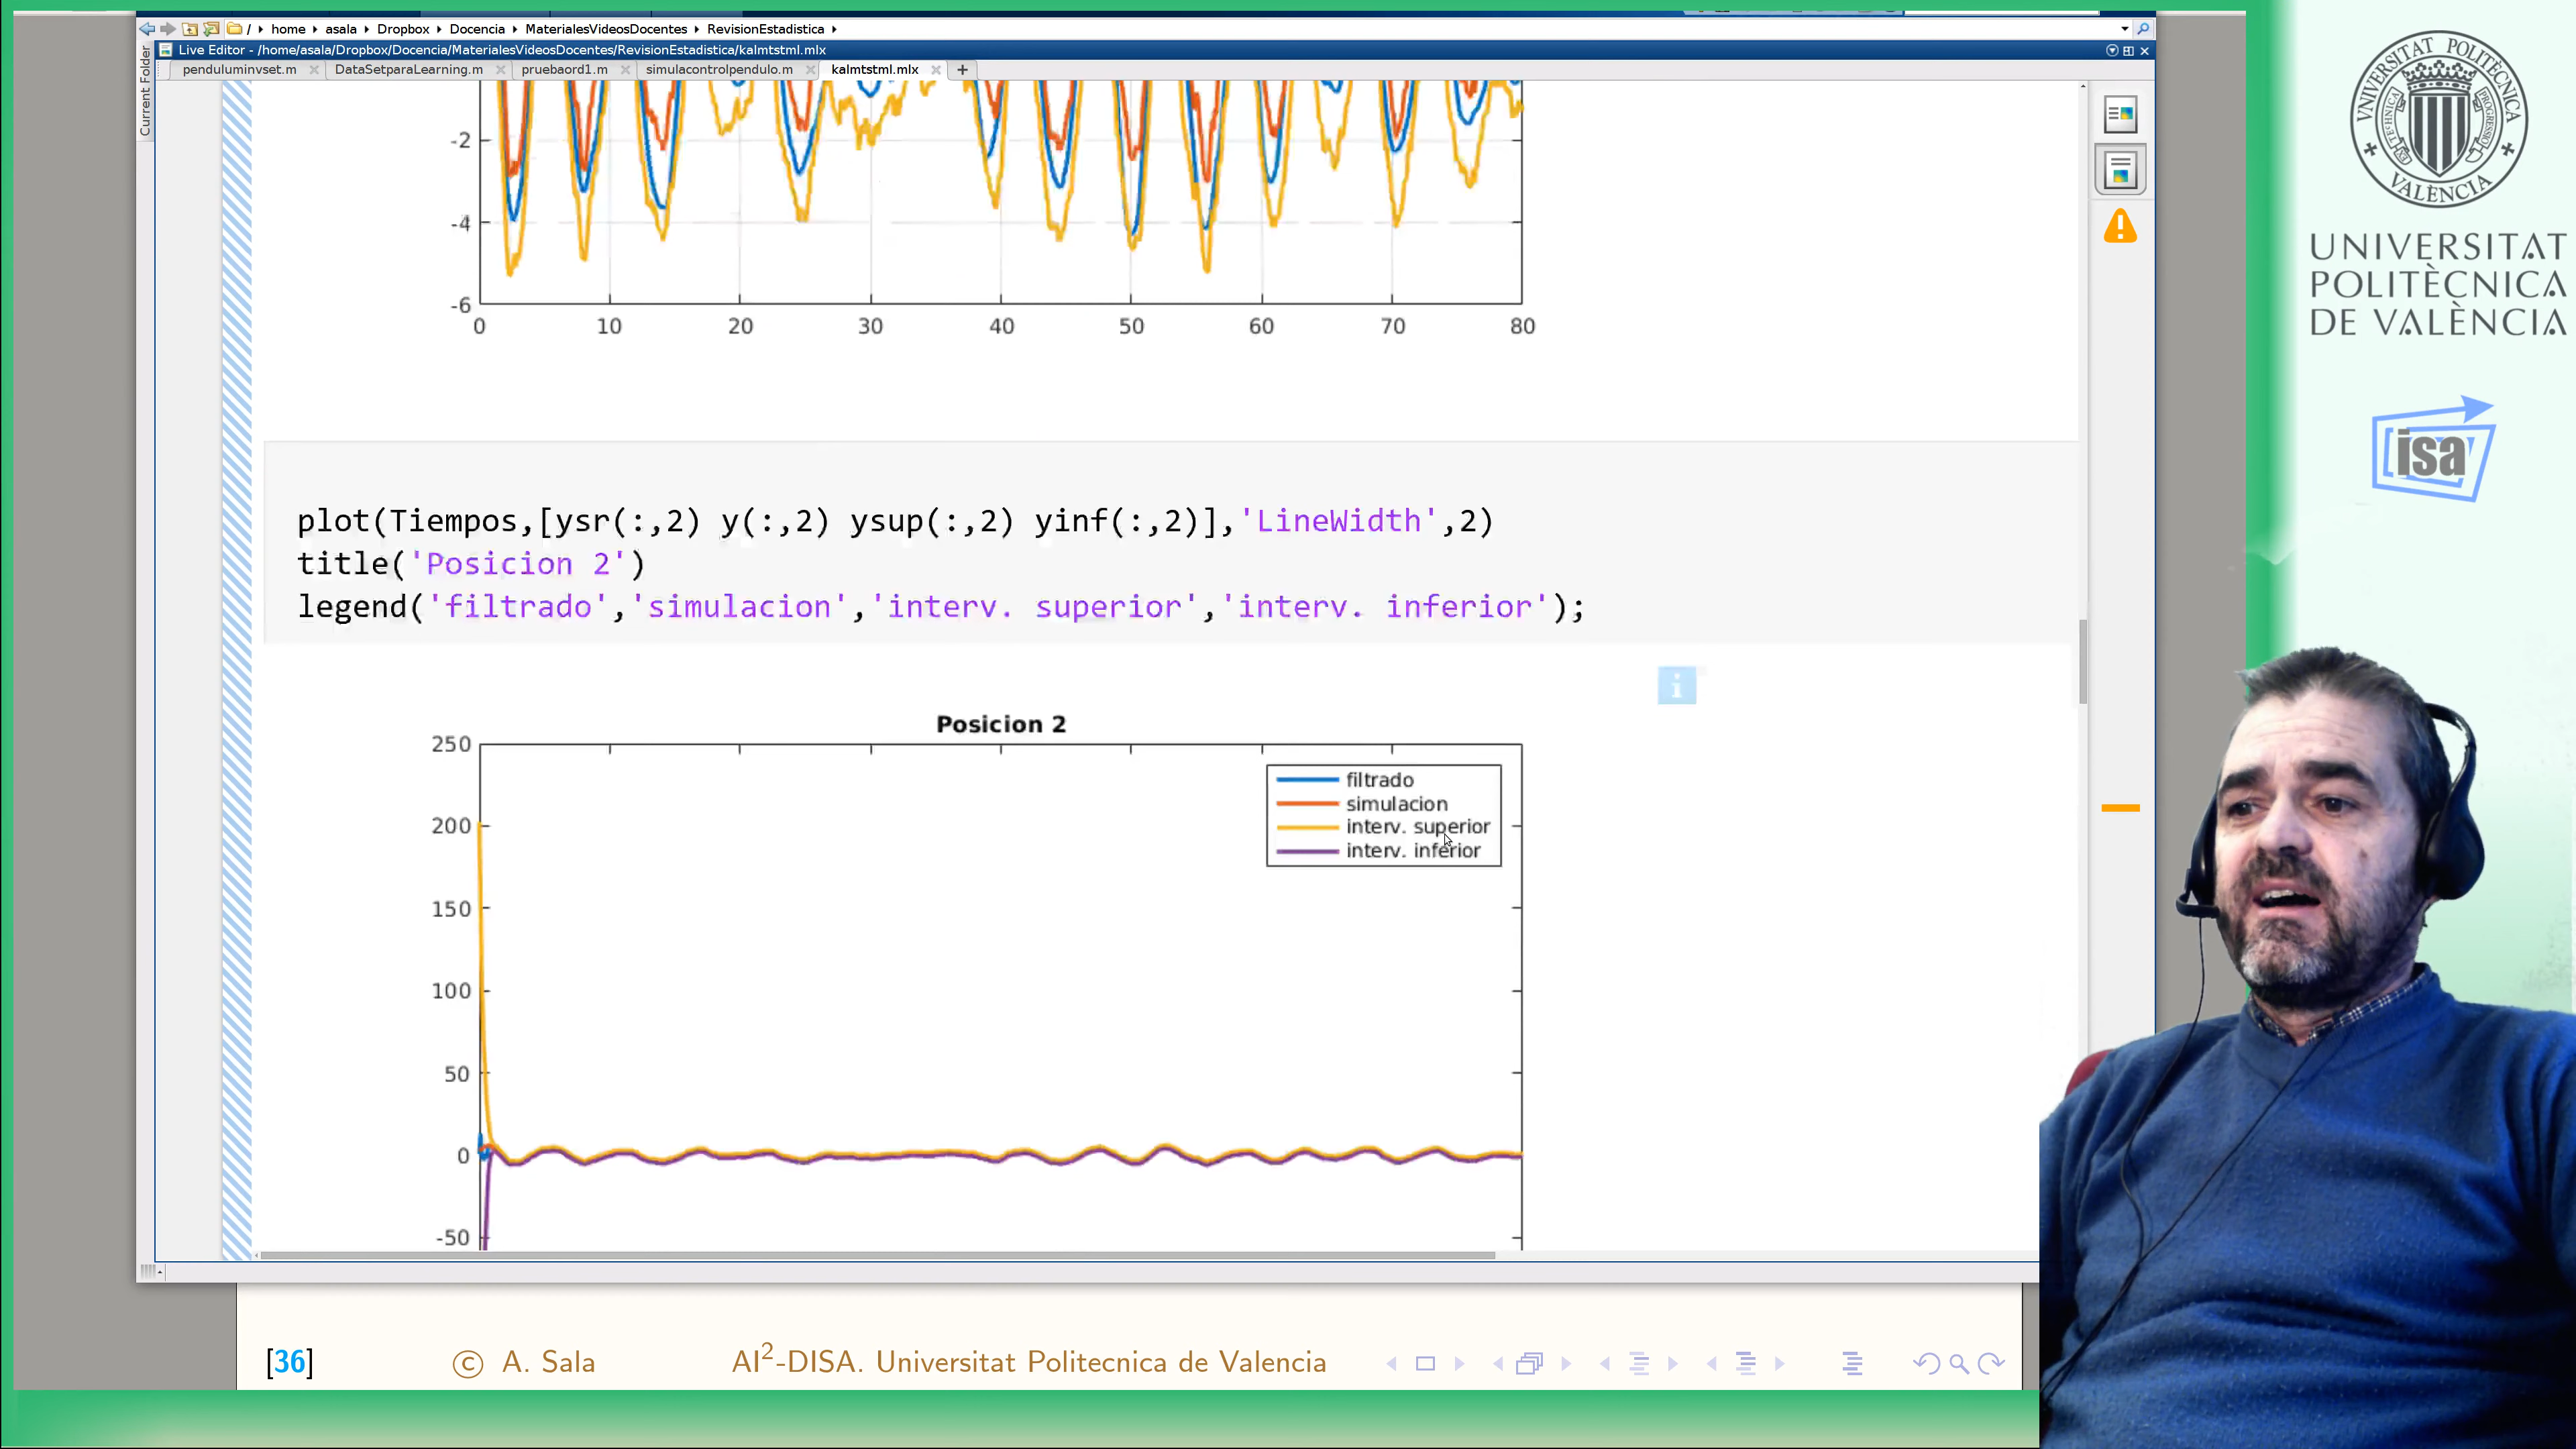 / home asala Dropbox Docencia MaterialesVideosDocentes RevisionEstadistica
Live Editor - /home/asala/Dropbox/Docencia/MaterialesVideosDocentes/RevisionEstadistica/kalmtstml.mlx
penduluminvset.m DataSetparaLearning.m pruebaord1.m simulacontrolpendulo.m kalmtstml.mlx
Current Folder
-2
-4
-6
0 10 20 30 40 50 60 70 80
plot(Tiempos,[ysr(:,2) y(:,2) ysup(:,2) yinf(:,2)],'LineWidth',2)
title('Posicion 2')
legend('filtrado','simulacion','interv. superior','interv. inferior');
i
Posicion 2
250
200
150
100
50
0
-50
filtrado
simulacion
interv. superior
interv. inferior
[36] © A. Sala AI²-DISA. Universitat Politecnica de Valencia
UNIVERSITAT
POLITÈCNICA
DE VALÈNCIA
isa